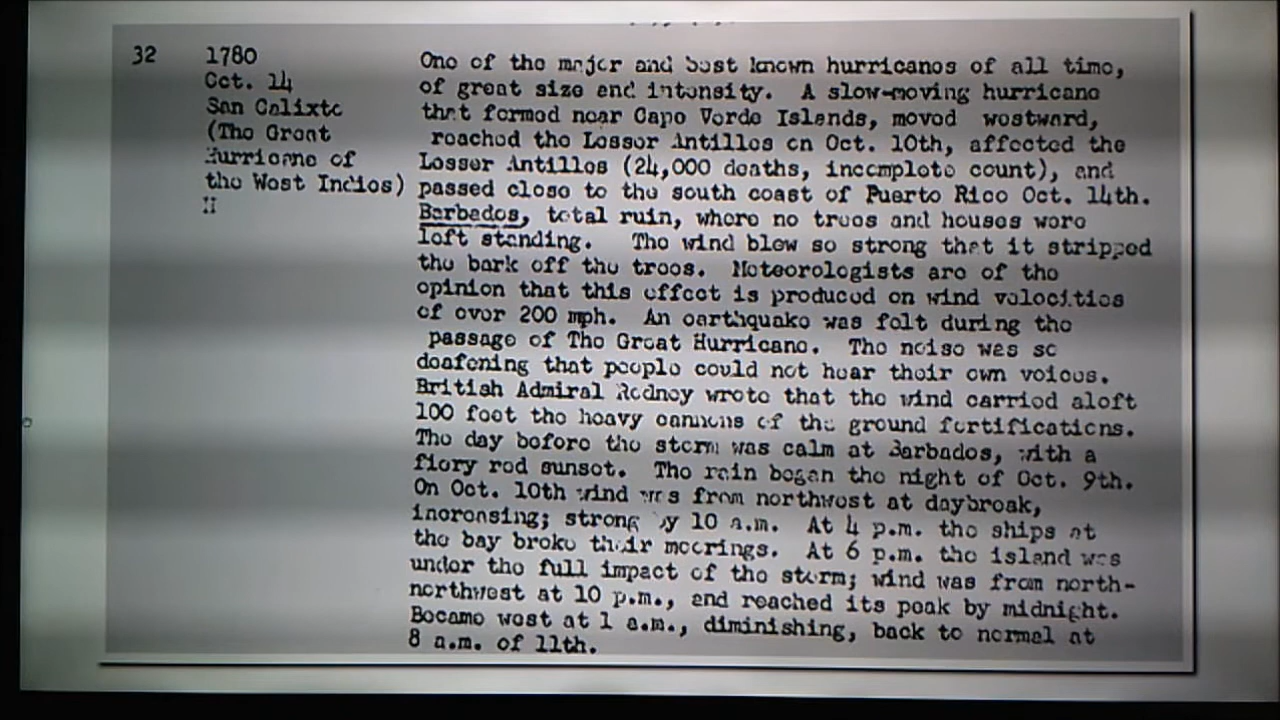 32
1780
Oct. 14
San Calixto
(The Great
Hurricane of
the West Indies)
II
One of the major and best known hurricanes of all time,
of great size and intensity. A slow-moving hurricane
that formed near Cape Verde Islands, moved westward,
reached the Lesser Antilles on Oct. 10th, affected the
Lesser Antilles (24,000 deaths, incomplete count), and
passed close to the south coast of Puerto Rico Oct. 14th.
Barbados, total ruin, where no trees and houses were
left standing. The wind blew so strong that it stripped
the bark off the trees. Meteorologists are of the
opinion that this effect is produced on wind velocities
of over 200 mph. An earthquake was felt during the
passage of The Great Hurricane. The noise was so
deafening that people could not hear their own voices.
British Admiral Rodney wrote that the wind carried aloft
100 feet the heavy cannons of the ground fortifications.
The day before the storm was calm at Barbados, with a
fiery red sunset. The rain began the night of Oct. 9th.
On Oct. 10th wind was from northwest at daybreak,
increasing; strong by 10 a.m. At 4 p.m. the ships at
the bay broke their moorings. At 6 p.m. the island was
under the full impact of the storm; wind was from north-
northwest at 10 p.m., and reached its peak by midnight.
Became west at 1 a.m., diminishing, back to normal at
8 a.m. of 11th.